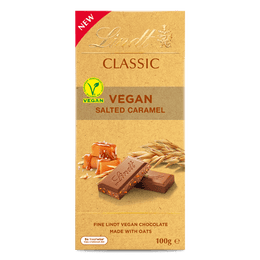 NEW
Lindt
CLASSIC
VEGAN
VEGAN
SALTED CARAMEL
Lindt
FINE LINDT VEGAN CHOCOLATE
MADE WITH OATS
100g ℮